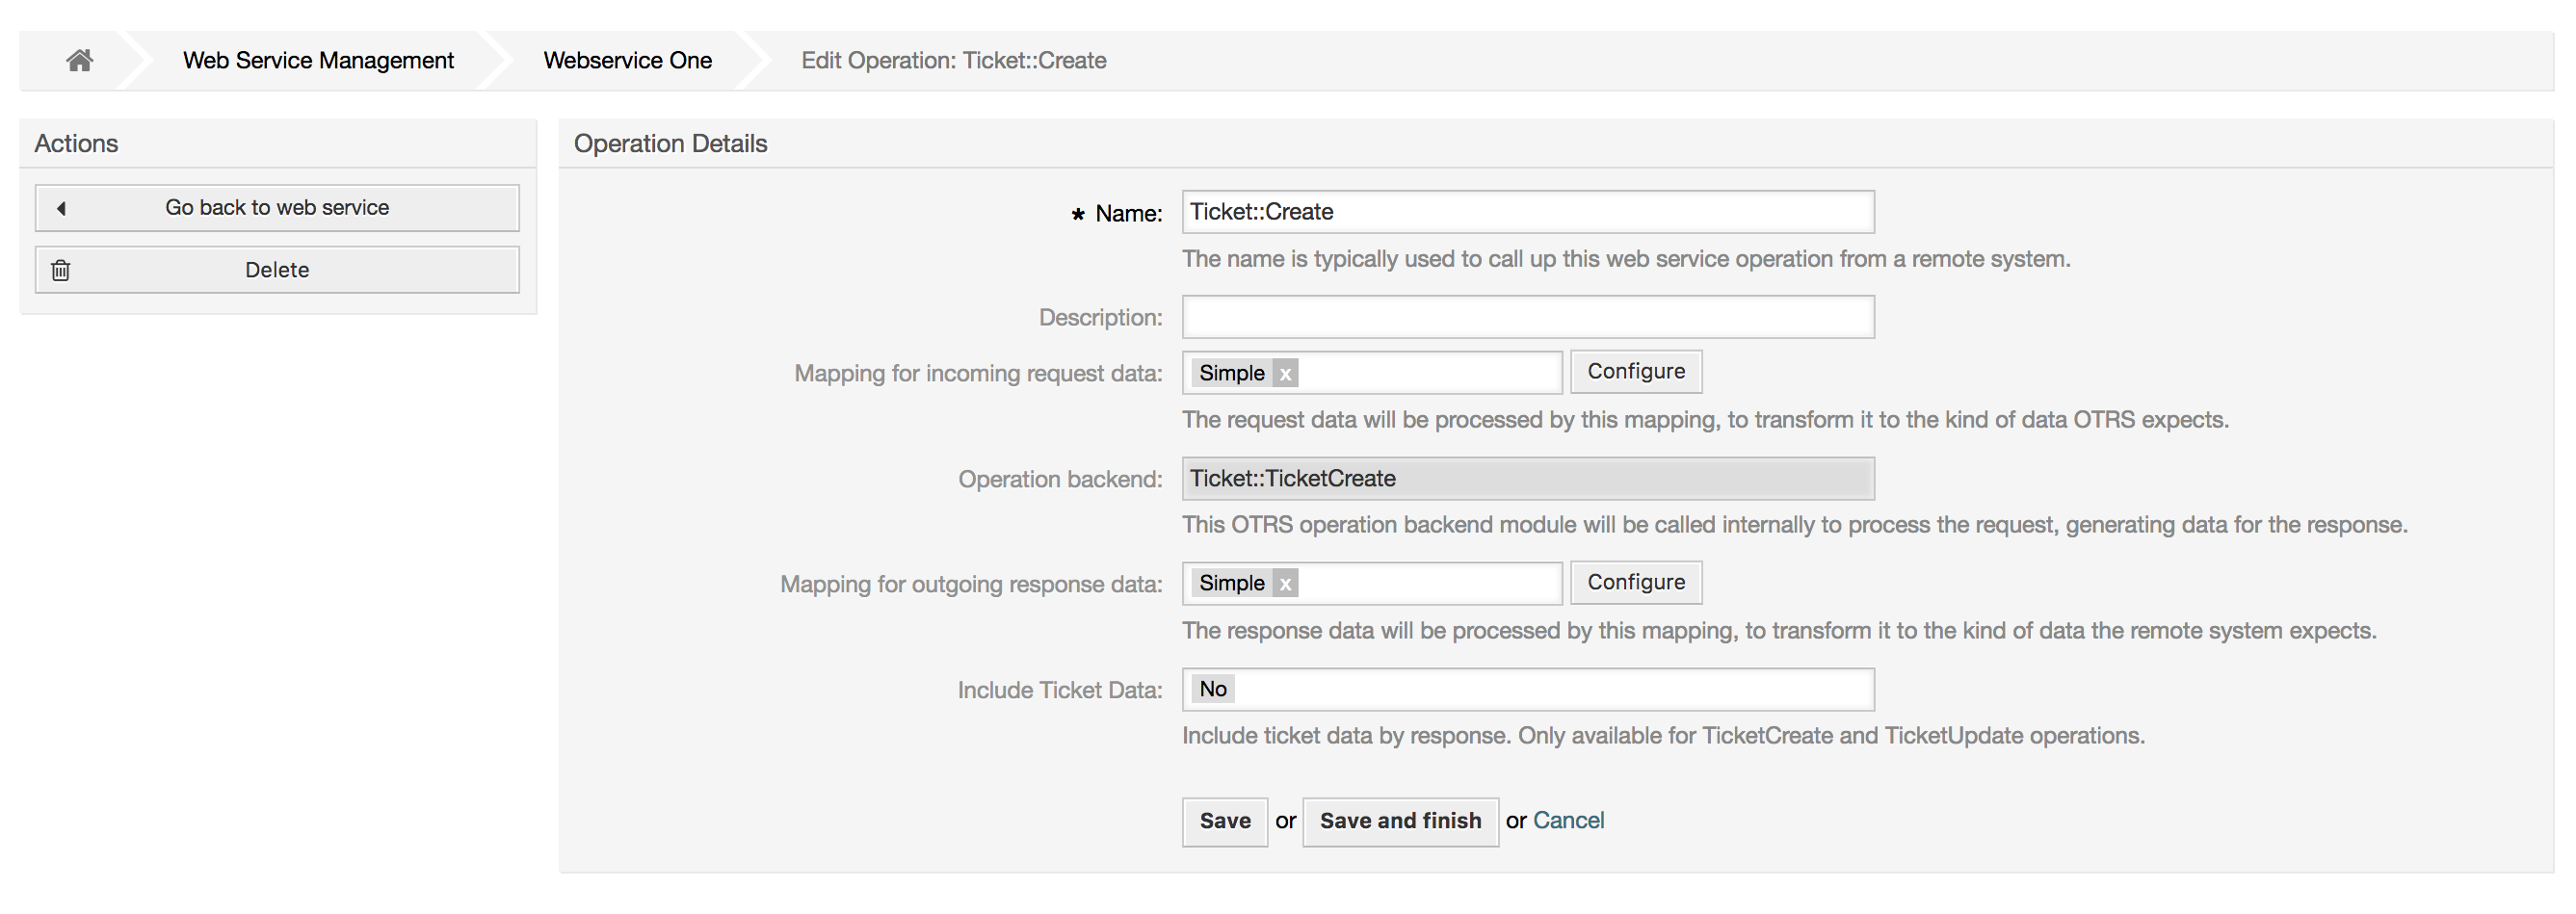 Web Service Management
Webservice One
Edit Operation: Ticket::Create
Actions
Go back to web service
Delete
Operation Details
* Name: Ticket::Create
The name is typically used to call up this web service operation from a remote system.
Description:
Mapping for incoming request data: Simple x Configure
The request data will be processed by this mapping, to transform it to the kind of data OTRS expects.
Operation backend: Ticket::TicketCreate
This OTRS operation backend module will be called internally to process the request, generating data for the response.
Mapping for outgoing response data: Simple x Configure
The response data will be processed by this mapping, to transform it to the kind of data the remote system expects.
Include Ticket Data: No
Include ticket data by response. Only available for TicketCreate and TicketUpdate operations.
Save or Save and finish or Cancel